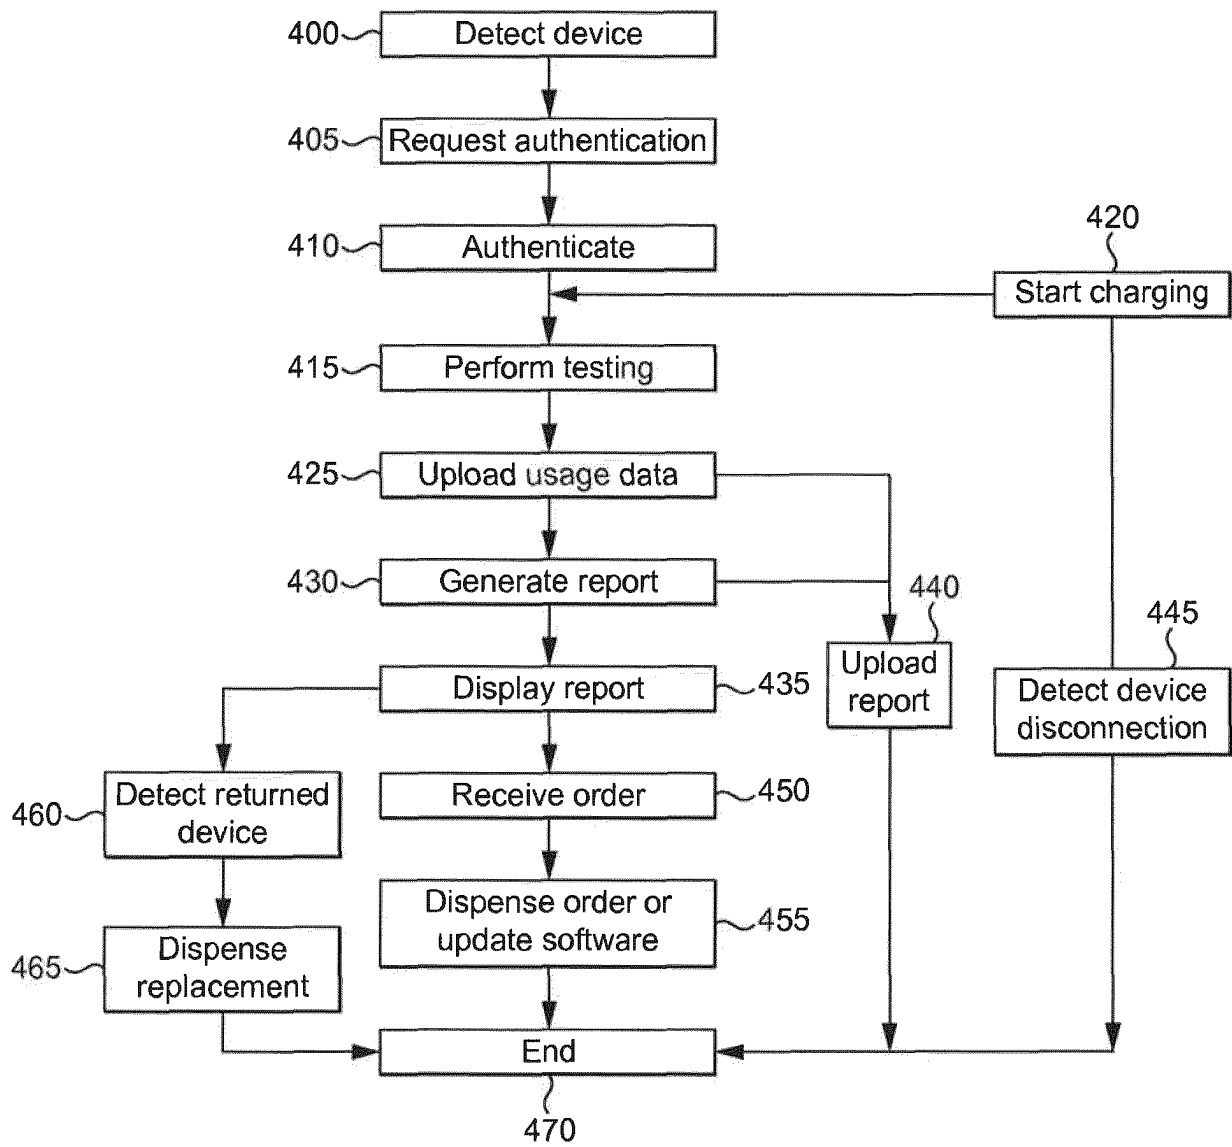 400
Detect device
405
Request authentication
410
Authenticate
420
Start charging
415
Perform testing
425
Upload usage data
430
Generate report
440
Upload
report
445
Detect device
disconnection
Display report
435
460
Detect returned
device
Receive order
450
Dispense order or
update software
455
465
Dispense
replacement
End
470